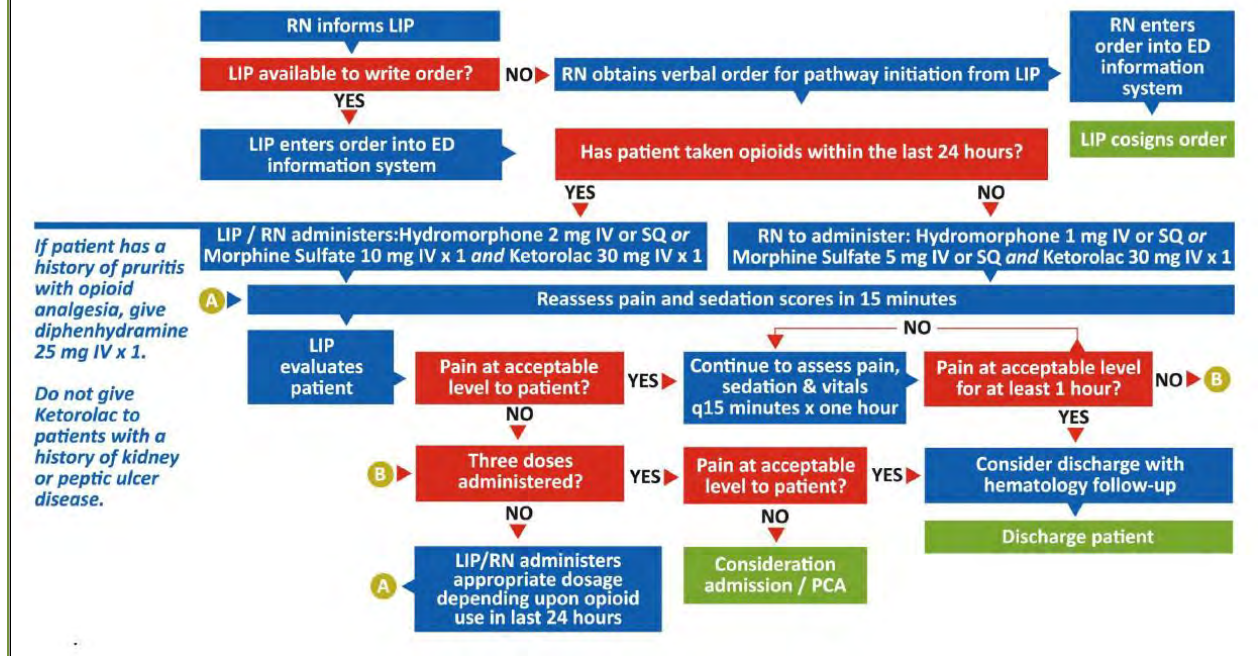 RN informs LIP
LIP available to write order?
NO
RN obtains verbal order for pathway initiation from LIP
RN enters
order into ED
information
system
YES
LIP enters order into ED
information system
Has patient taken opioids within the last 24 hours?
LIP cosigns order
YES
NO
If patient has a
history of pruritis
with opioid
analgesia, give
diphenhydramine
25 mg IV x 1.
Do not give
Ketorolac to
patients with a
history of kidney
or peptic ulcer
disease.
LIP / RN administers:Hydromorphone 2 mg IV or SQ or
Morphine Sulfate 10 mg IV x 1 and Ketorolac 30 mg IV x 1
RN to administer: Hydromorphone 1 mg IV or SQ or
Morphine Sulfate 5 mg IV or SQ and Ketorolac 30 mg IV x 1
A
Reassess pain and sedation scores in 15 minutes
NO
LIP
evaluates
patient
Pain at acceptable
level to patient?
YES
Continue to assess pain,
sedation & vitals
q15 minutes x one hour
Pain at acceptable level
for at least 1 hour?
NO
B
NO
YES
B
Three doses
administered?
YES
Pain at acceptable
level to patient?
YES
Consider discharge with
hematology follow-up
NO
NO
Discharge patient
A
LIP/RN administers
appropriate dosage
depending upon opioid
use in last 24 hours
Consideration
admission / PCA